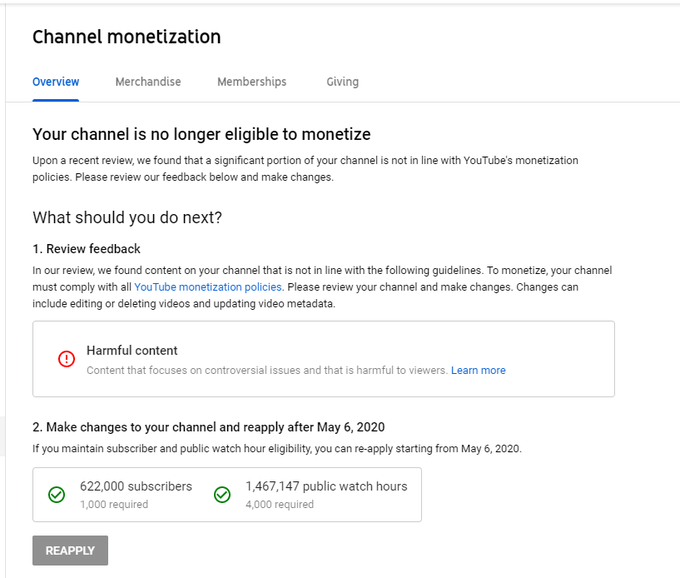 Channel monetization
Overview Merchandise Memberships Giving
Your channel is no longer eligible to monetize
Upon a recent review, we found that a significant portion of your channel is not in line with YouTube's monetization
policies. Please review our feedback below and make changes.
What should you do next?
1. Review feedback
In our review, we found content on your channel that is not in line with the following guidelines. To monetize, your channel
must comply with all YouTube monetization policies. Please review your channel and make changes. Changes can
include editing or deleting videos and updating video metadata.
Harmful content
Content that focuses on controversial issues and that is harmful to viewers. Learn more
2. Make changes to your channel and reapply after May 6, 2020
If you maintain subscriber and public watch hour eligibility, you can re-apply starting from May 6, 2020.
622,000 subscribers 1,467,147 public watch hours
1,000 required 4,000 required
REAPPLY